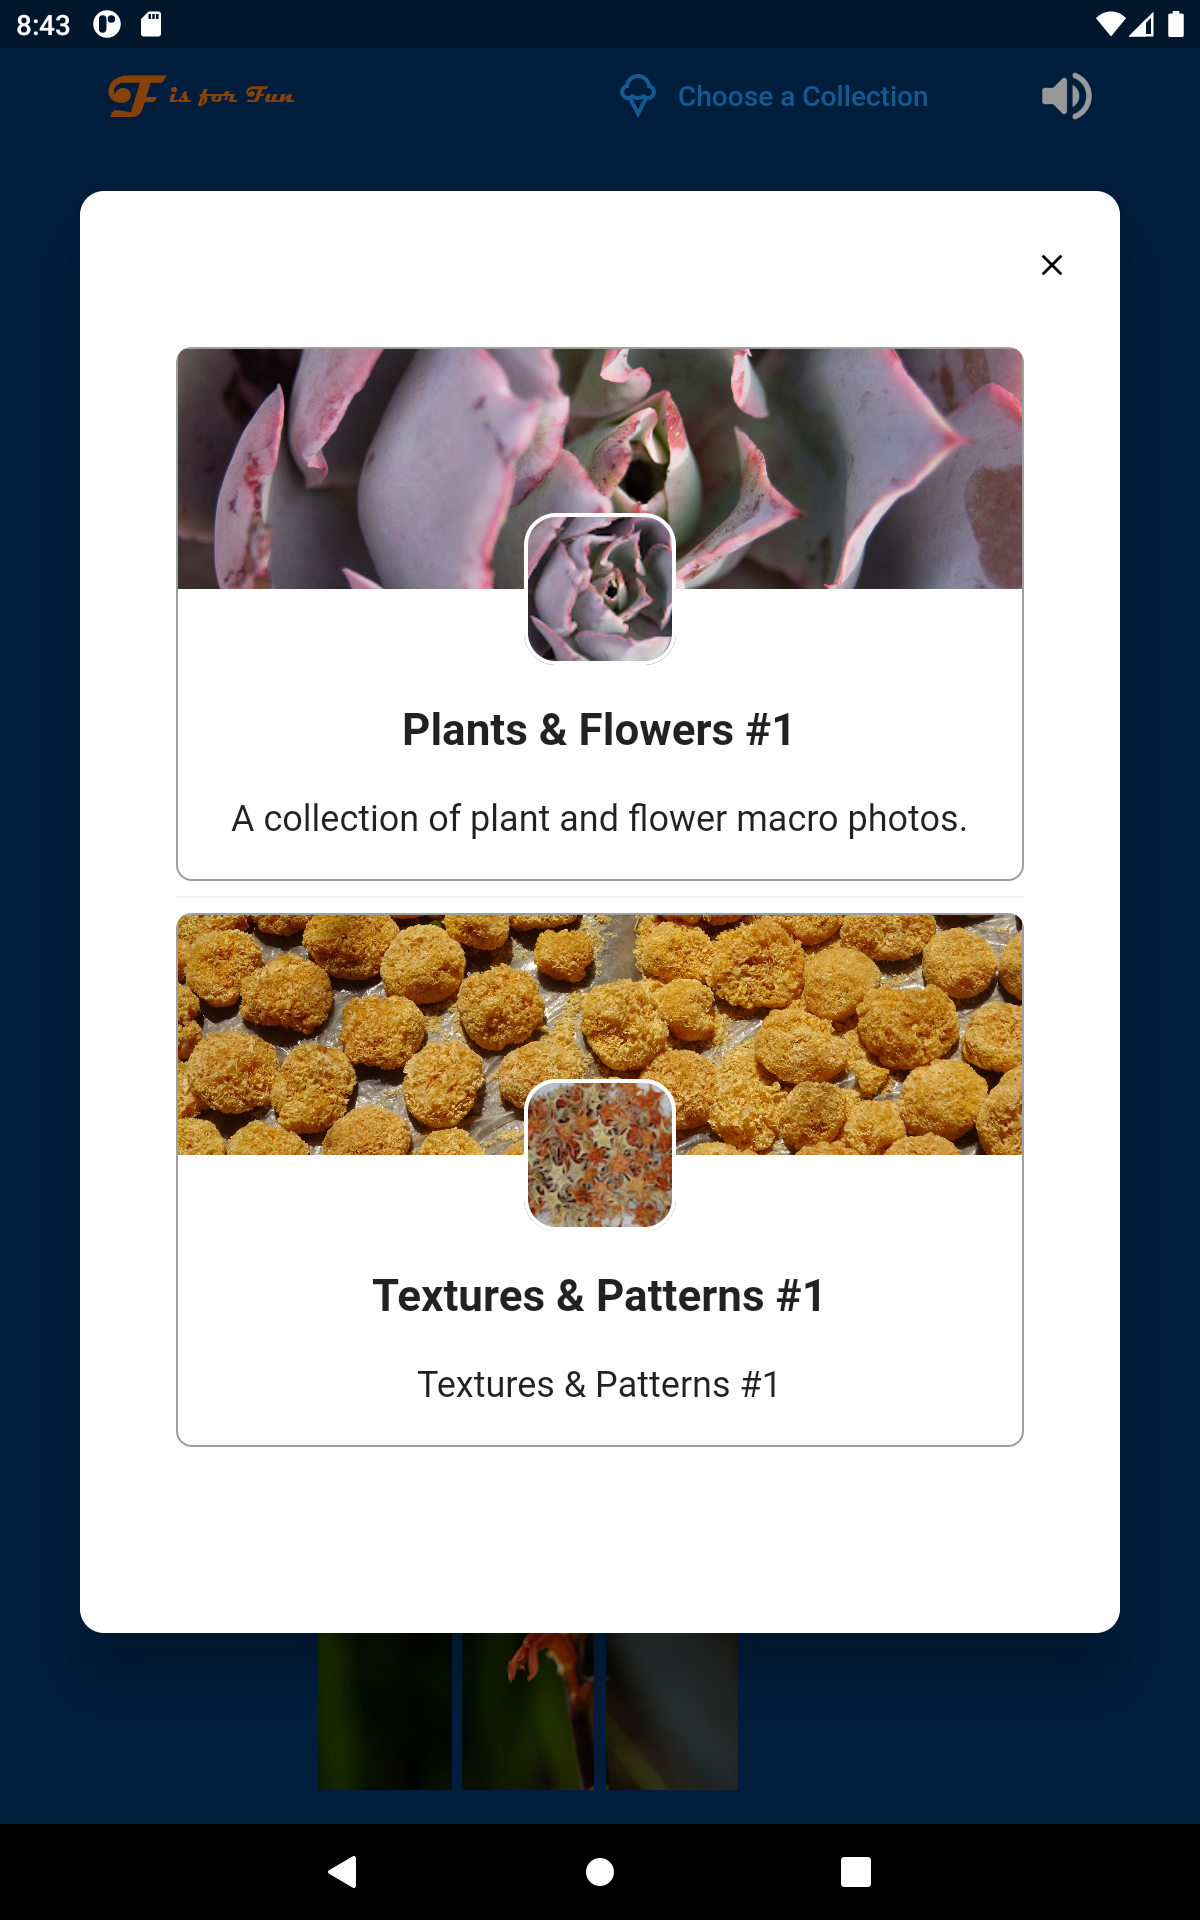 8:43
F is for Fun
Choose a Collection
Plants & Flowers #1
A collection of plant and flower macro photos.
Textures & Patterns #1
Textures & Patterns #1